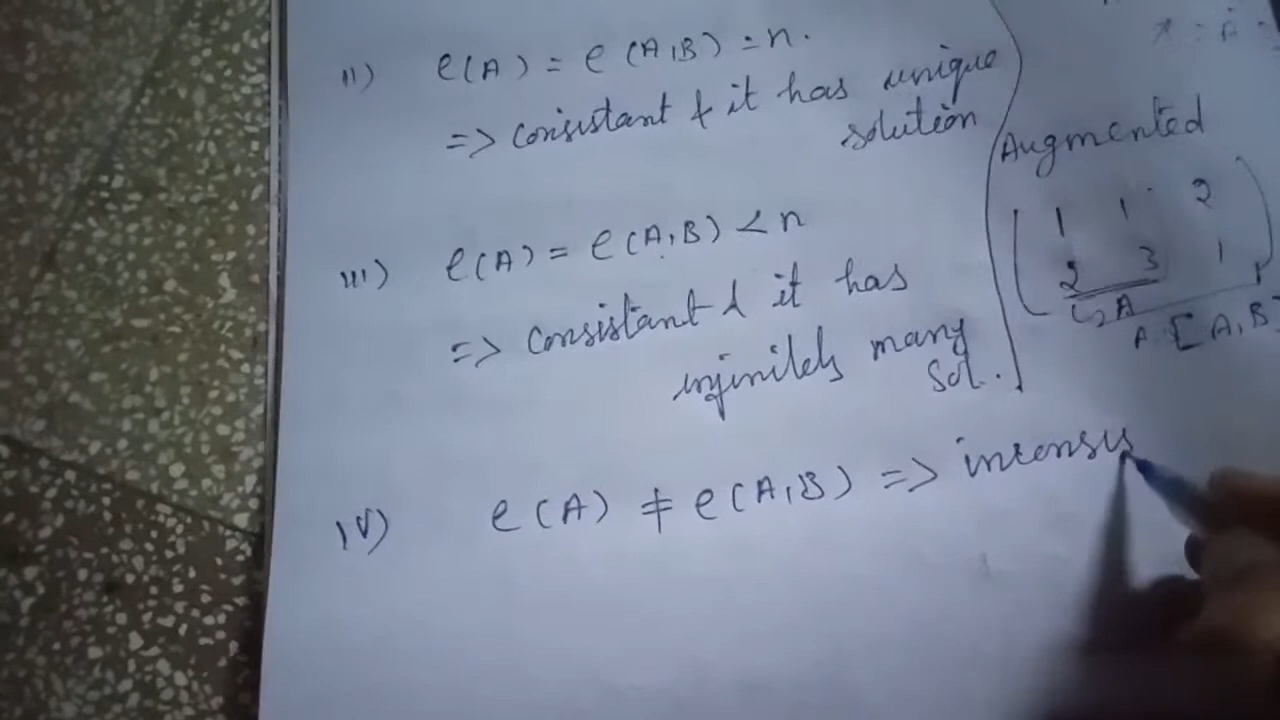 II) e(A) = e(A,B) = n.
=> consistant & it has unique
solution
III) e(A) = e(A,B) < n
=> consistant & it has
infinitely many
sol.
IV) e(A) ≠ e(A,B) => inconsis
Augmented
1 1 2
2 3 1
A
A [A,B]